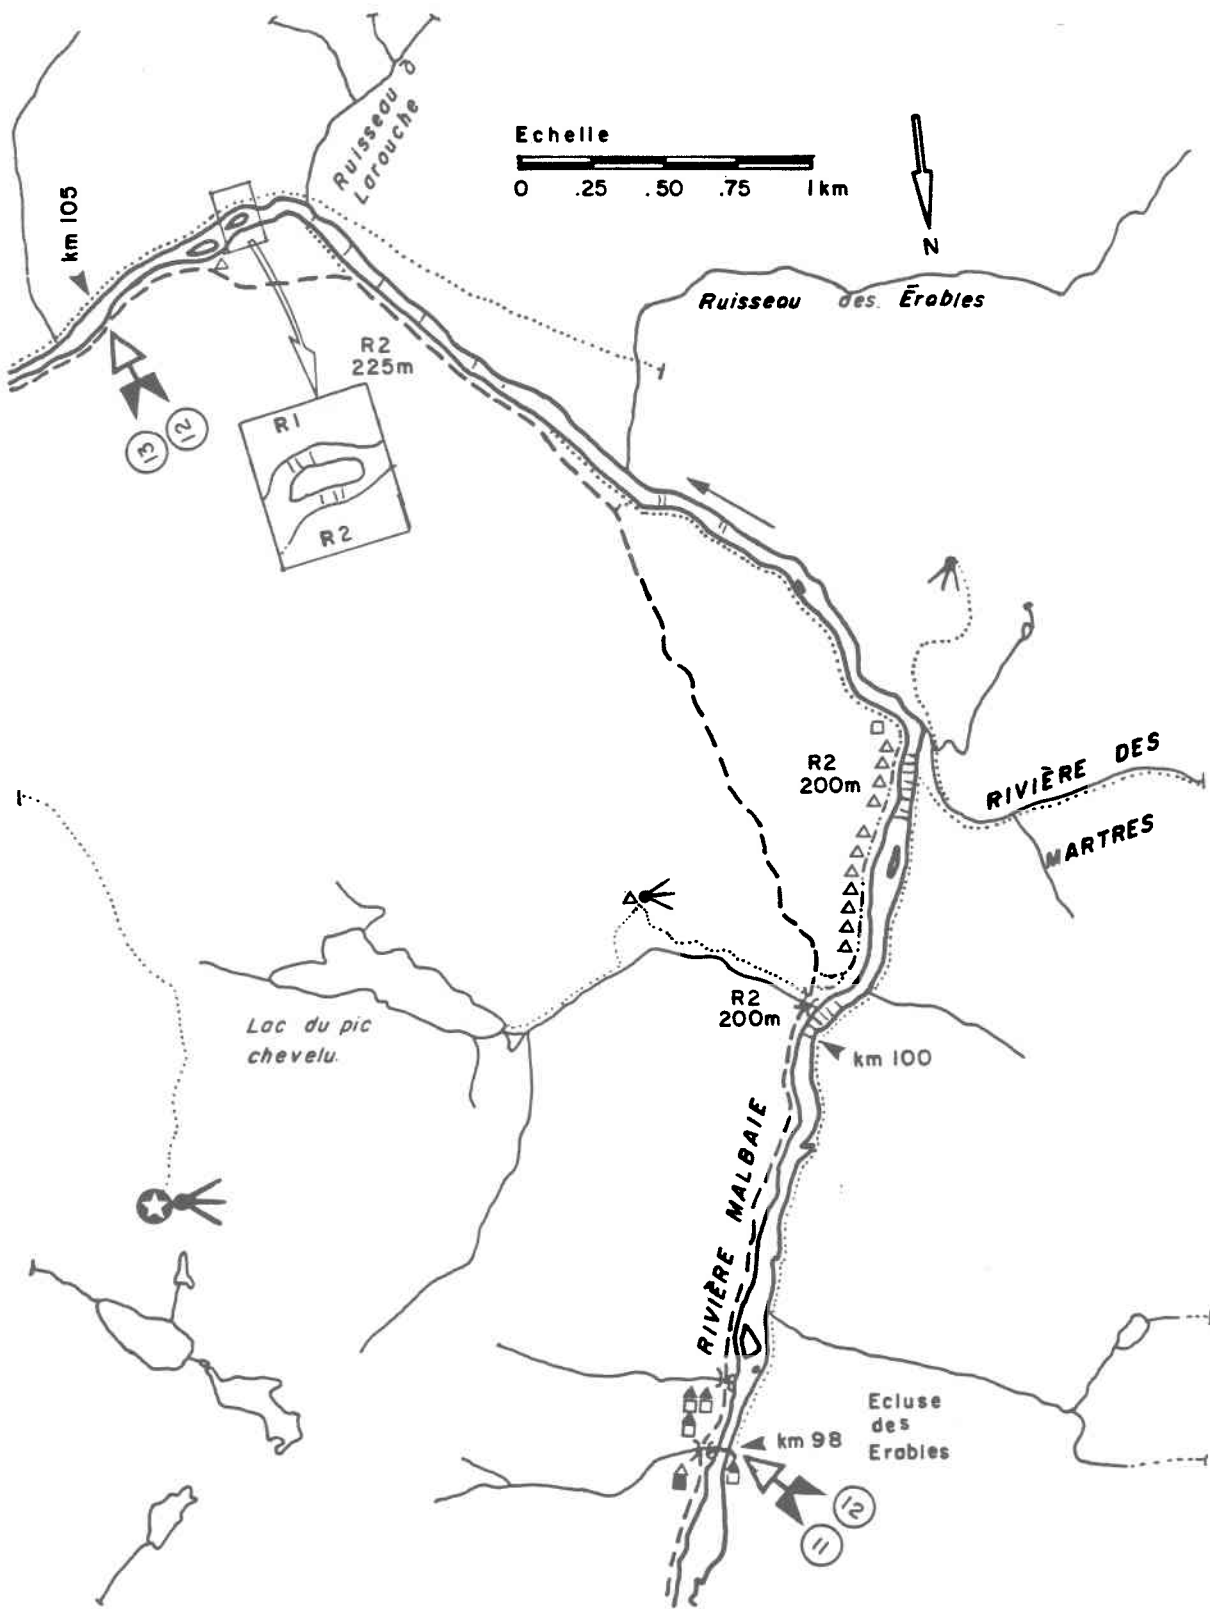 Ruisseau à
Larouche
Echelle
0 .25 .50 .75 1km
N
km 105
Ruisseau des. Érables
R2
225m
13
12
R1
R2
R2
200m
RIVIÈRE DES
MARTRES
Lac du pic
chevelu.
R2
200m
km 100
RIVIÈRE MALBAIE
Ecluse
des
Erables
km 98
12
11